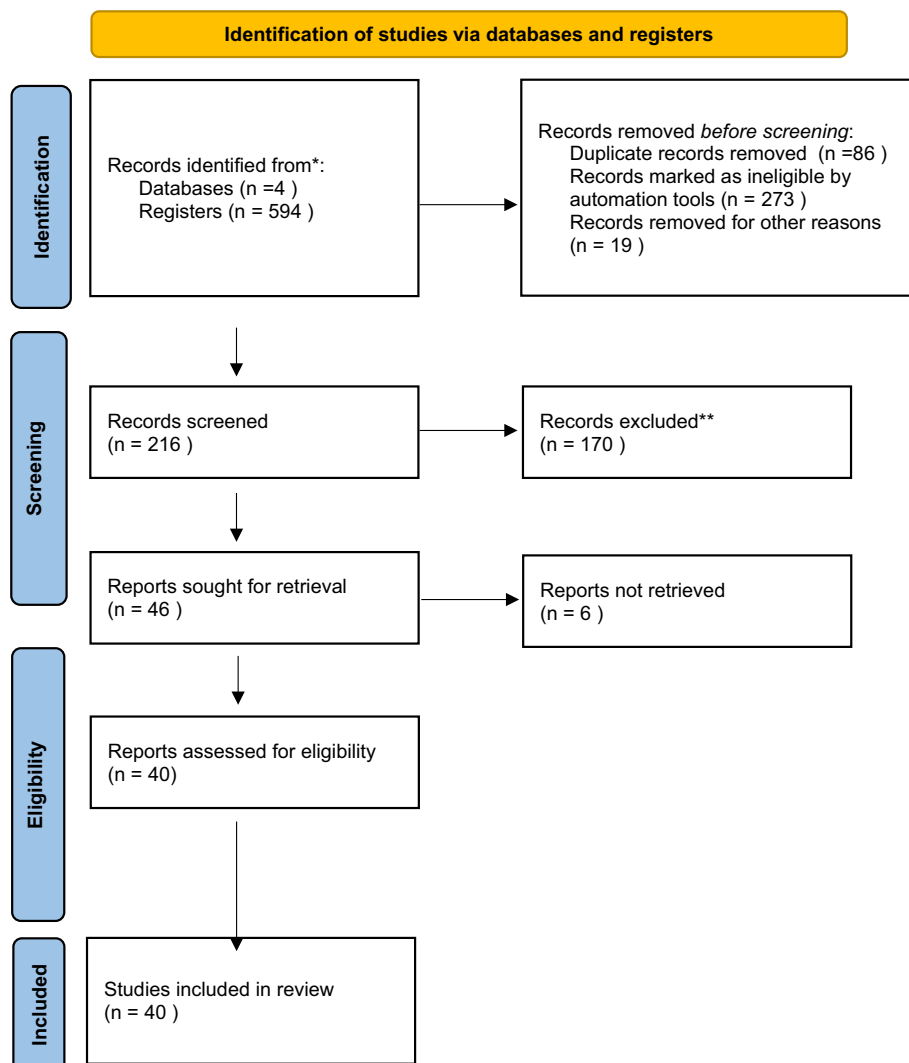 Identification of studies via databases and registers
Identification
Records identified from*:
Databases (n =4 )
Registers (n = 594 )
Records removed before screening:
Duplicate records removed  (n =86 )
Records marked as ineligible by
automation tools (n = 273 )
Records removed for other reasons
(n = 19 )
Screening
Records screened
(n = 216 )
Records excluded**
(n = 170 )
Reports sought for retrieval
(n = 46 )
Reports not retrieved
(n = 6 )
Eligibility
Reports assessed for eligibility
(n = 40)
Included
Studies included in review
(n = 40 )